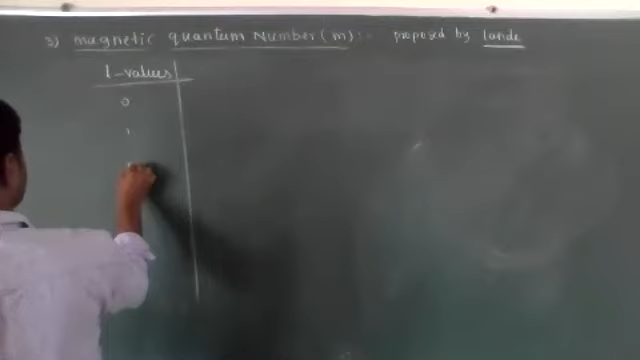 3) magnetic quantum Number (m) :- proposed by lande
l-values
0
1